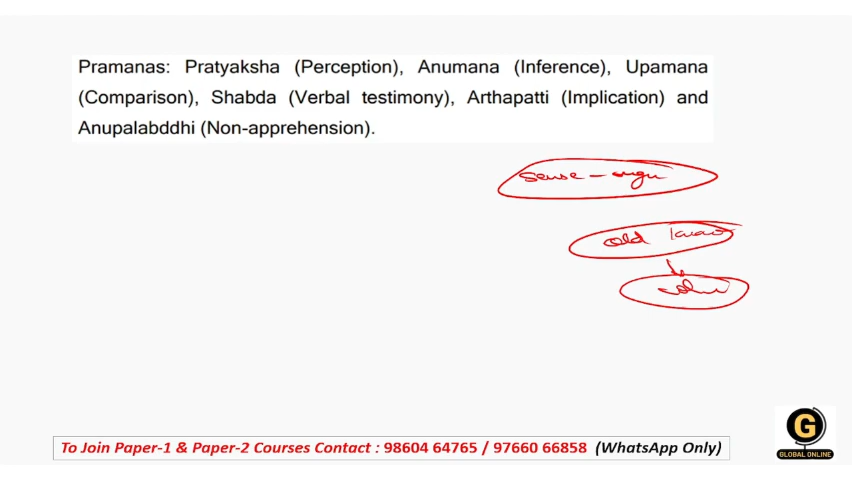 Pramanas: Pratyaksha (Perception), Anumana (Inference), Upamana
(Comparison), Shabda (Verbal testimony), Arthapatti (Implication) and
Anupalabddhi (Non-apprehension).
sense -
old
To Join Paper-1 & Paper-2 Courses Contact : 98604 64765 / 97660 66858 (WhatsApp Only)
G
GLOBAL ONLINE